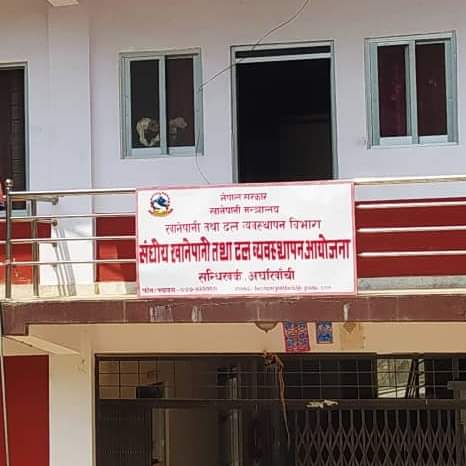 नेपाल सरकार
खानेपानी मन्त्रालय
खानेपानी तथा ढल व्यवस्थापन विभाग
संघीय खानेपानी तथा ढल व्यवस्थापन आयोजना
सन्धिखर्क, अर्घाखाँची